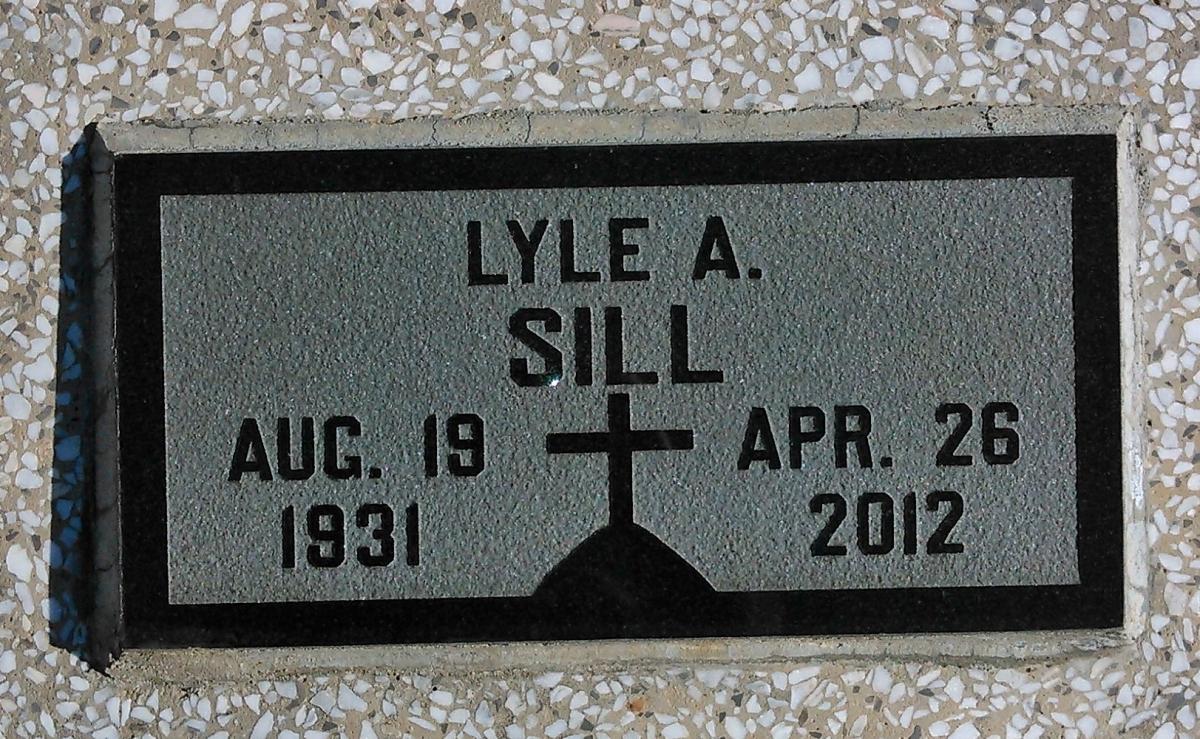 LYLE A.
SILL
AUG. 19
1931
APR. 26
2012